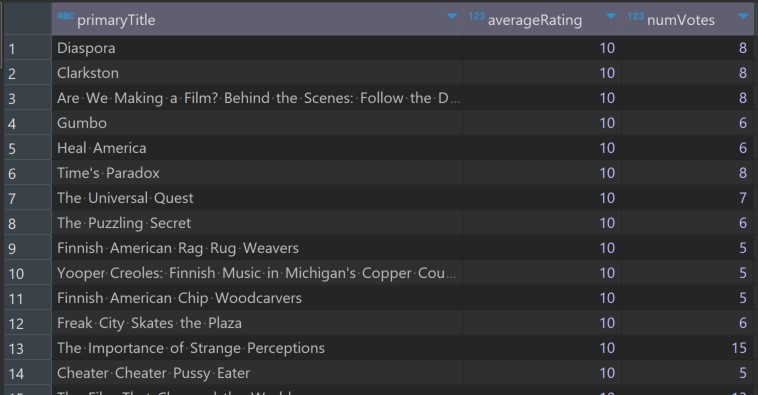 ABC primaryTitle 123 averageRating 123 numVotes
1 Diaspora 10 8
2 Clarkston 10 8
3 Are·We·Making·a·Film?·Behind·the·Scenes:·Follow·the·D... 10 8
4 Gumbo 10 6
5 Heal·America 10 6
6 Time's·Paradox 10 8
7 The·Universal·Quest 10 7
8 The·Puzzling·Secret 10 6
9 Finnish·American·Rag·Rug·Weavers 10 5
10 Yooper·Creoles:·Finnish·Music·in·Michigan's·Copper·Cou... 10 5
11 Finnish·American·Chip·Woodcarvers 10 5
12 Freak·City·Skates·the·Plaza 10 6
13 The·Importance·of·Strange·Perceptions 10 15
14 Cheater·Cheater·Pussy·Eater 10 5